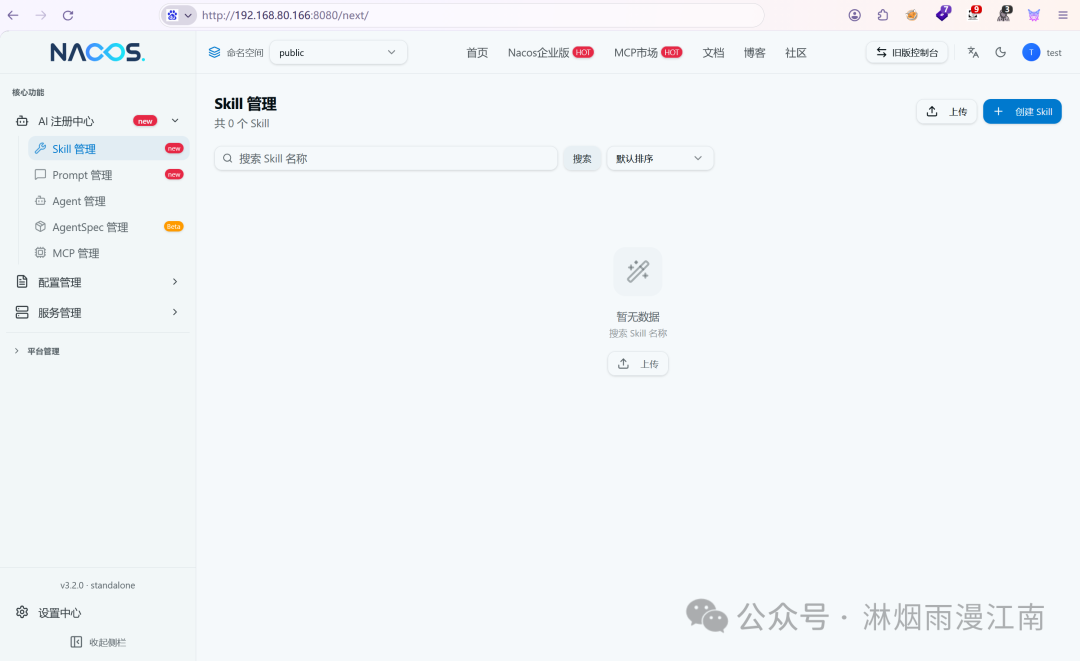 http://192.168.80.166:8080/next/
7
9
3
NACOS.
命名空间 public
首页 Nacos企业版 HOT MCP市场 HOT 文档 博客 社区
旧版控制台
T test
核心功能
AI 注册中心 new
Skill 管理 new
Prompt 管理 new
Agent 管理
AgentSpec 管理 Beta
MCP 管理
配置管理
服务管理
平台管理
Skill 管理
共 0 个 Skill
上传
创建 Skill
搜索 Skill 名称
搜索
默认排序
暂无数据
搜索 Skill 名称
上传
v3.2.0 · standalone
设置中心
收起侧栏
公众号 · 淋烟雨漫江南